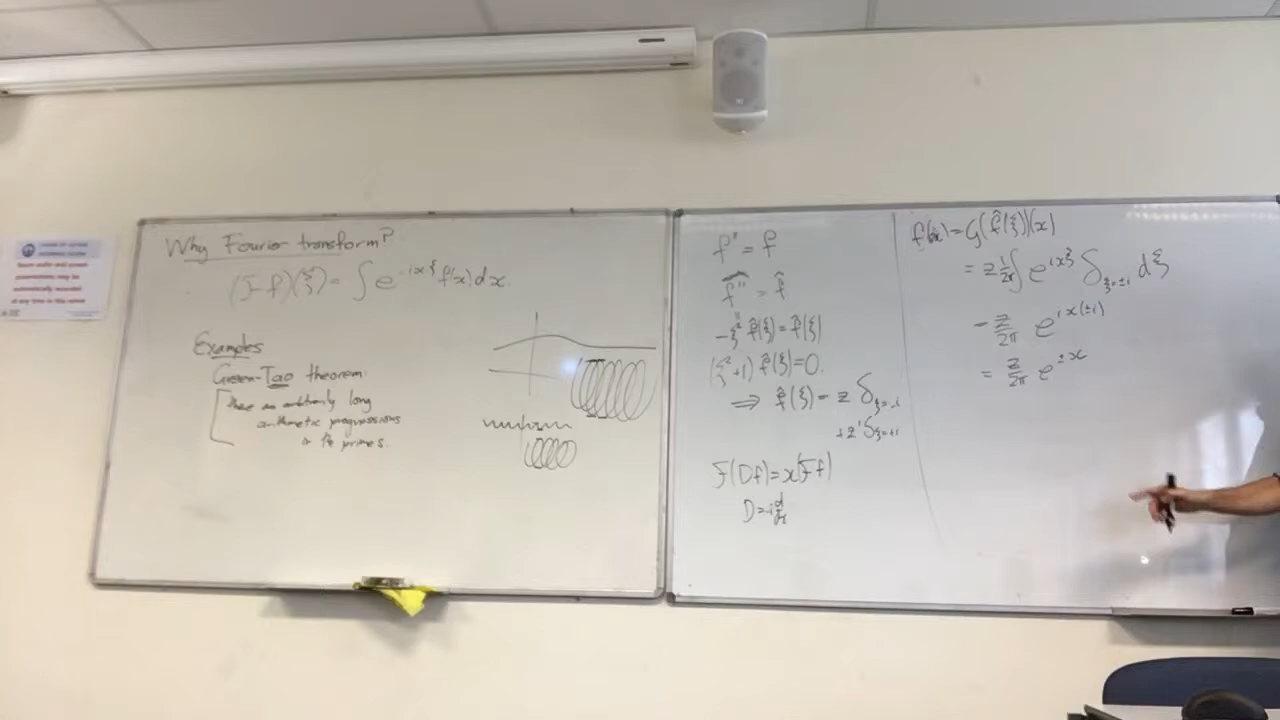 Why Fourier transform?
(F f)(ξ) = ∫ e^{-ixξ} f(x) dx.
Examples
Green-Tao theorem:
there are arbitrarily long
arithmetic progressions
in the primes.
f' = f
f̂'' = f̂
-ξ² f̂(ξ) = f̂(ξ)
(ξ²+1) f̂(ξ) = 0.
⇒ f̂(ξ) = z δ_{ξ=-i}
+ z' δ_{ξ=+i}
F(Df) = x(Ff)
D = -i d/dx
f(x) = G(f̂(ξ))(x)
= z 1/2π ∫ e^{ixξ} δ_{ξ=±i} dξ
= z/2π e^{ix(±i)}
= z/2π e^{±x}